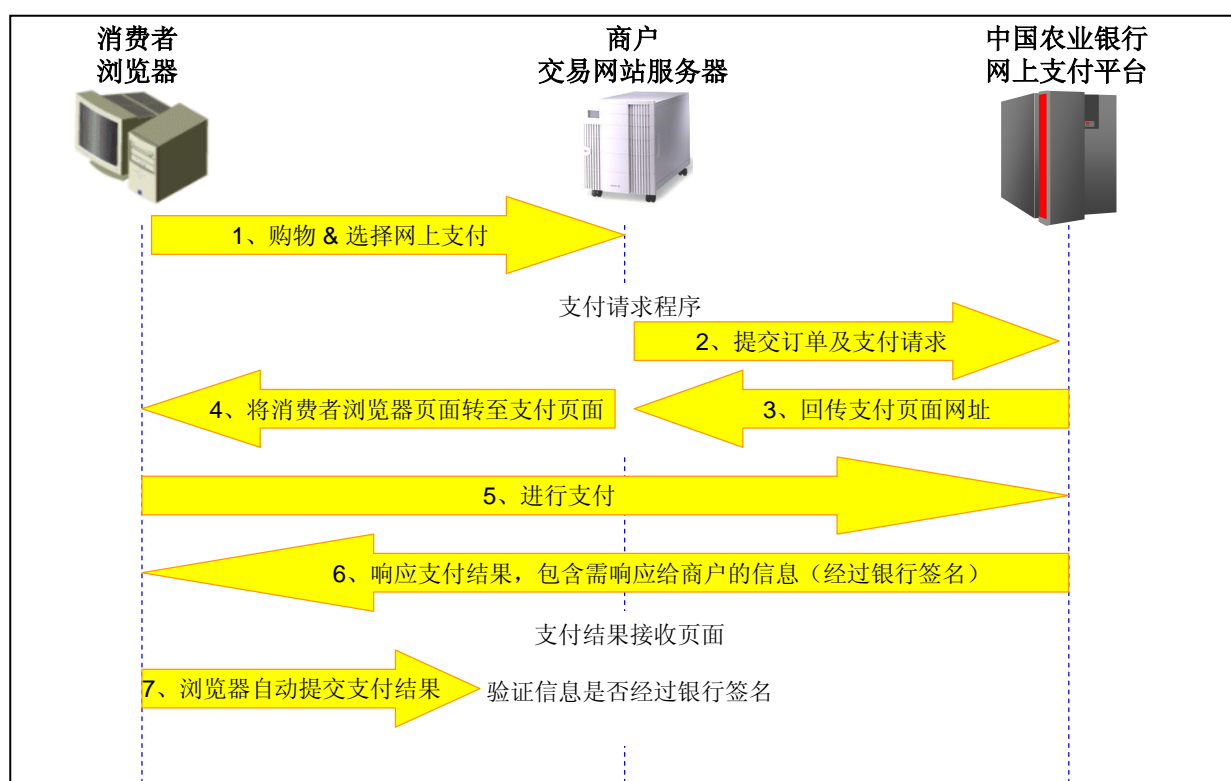 消费者
浏览器
商户
交易网站服务器
中国农业银行
网上支付平台
1、购物 & 选择网上支付
支付请求程序
2、提交订单及支付请求
4、将消费者浏览器页面转至支付页面
3、回传支付页面网址
5、进行支付
6、响应支付结果，包含需响应给商户的信息（经过银行签名）
支付结果接收页面
7、浏览器自动提交支付结果
验证信息是否经过银行签名